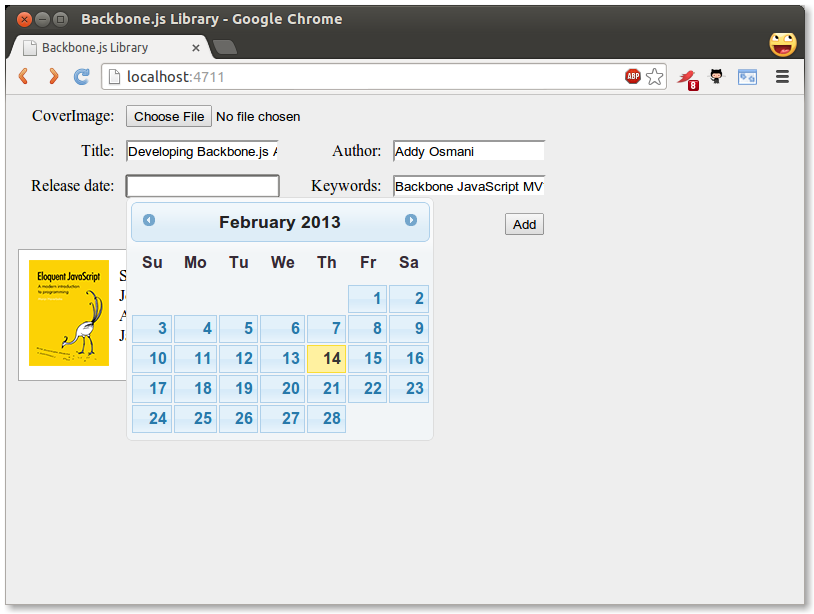 Backbone.js Library - Google Chrome
Backbone.js Library
localhost:4711
ABP
8
CoverImage: Choose File No file chosen
Title: Developing Backbone.js A Author: Addy Osmani
Release date: Keywords: Backbone JavaScript MV
Add
February 2013
Su Mo Tu We Th Fr Sa
1 2
3 4 5 6 7 8 9
10 11 12 13 14 15 16
17 18 19 20 21 22 23
24 25 26 27 28
Eloquent JavaScript
A modern introduction
to programming
S
J
A
J